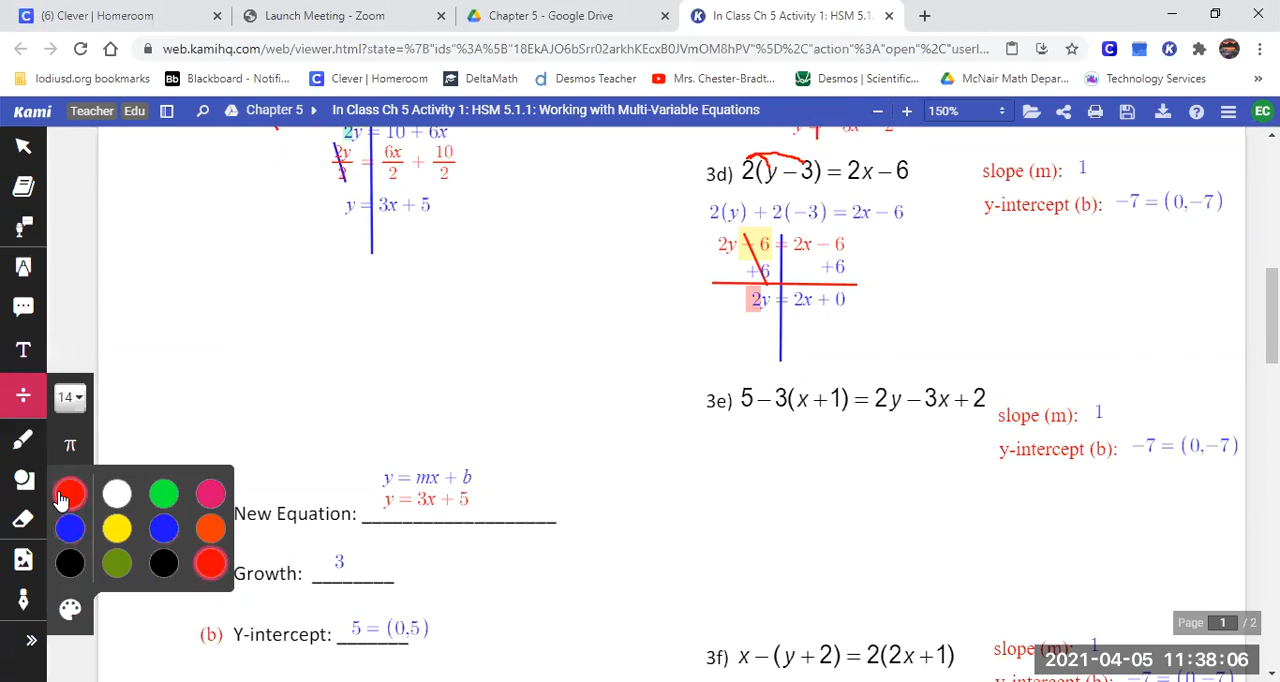 (6) Clever | Homeroom
Launch Meeting - Zoom
Chapter 5 - Google Drive
In Class Ch 5 Activity 1: HSM 5.1.1
web.kamihq.com/web/viewer.html?state=%7B"ids"%3A%5B"18EkAJO6bSrr02arkhKEcxB0JVmOM8hPV"%5D%2C"action"%3A"open"%2C"userI...
lodiusd.org bookmarks
Blackboard - Notifi...
Clever | Homeroom
DeltaMath
Desmos Teacher
Mrs. Chester-Bradt...
Desmos | Scientific...
McNair Math Depar...
Technology Services
Kami
Teacher
Edu
Chapter 5
In Class Ch 5 Activity 1: HSM 5.1.1: Working with Multi-Variable Equations
150%
EC
2y = 10 + 6x
2y/2 = 6x/2 + 10/2
y = 3x + 5
3d) 2(y − 3) = 2x − 6
slope (m): 1
2(y) + 2(−3) = 2x − 6
y-intercept (b): −7 = (0,−7)
2y − 6 = 2x − 6
+6 +6
2y = 2x + 0
3e) 5 − 3(x + 1) = 2y − 3x + 2
slope (m): 1
y-intercept (b): −7 = (0,−7)
14
π
T
y = mx + b
y = 3x + 5
New Equation: ____________________
Growth: 3
(b) Y-intercept: 5 = (0,5)
Page 1 / 2
3f) x − (y + 2) = 2(2x + 1)
slope (m): 1
2021-04-05 11:38:06